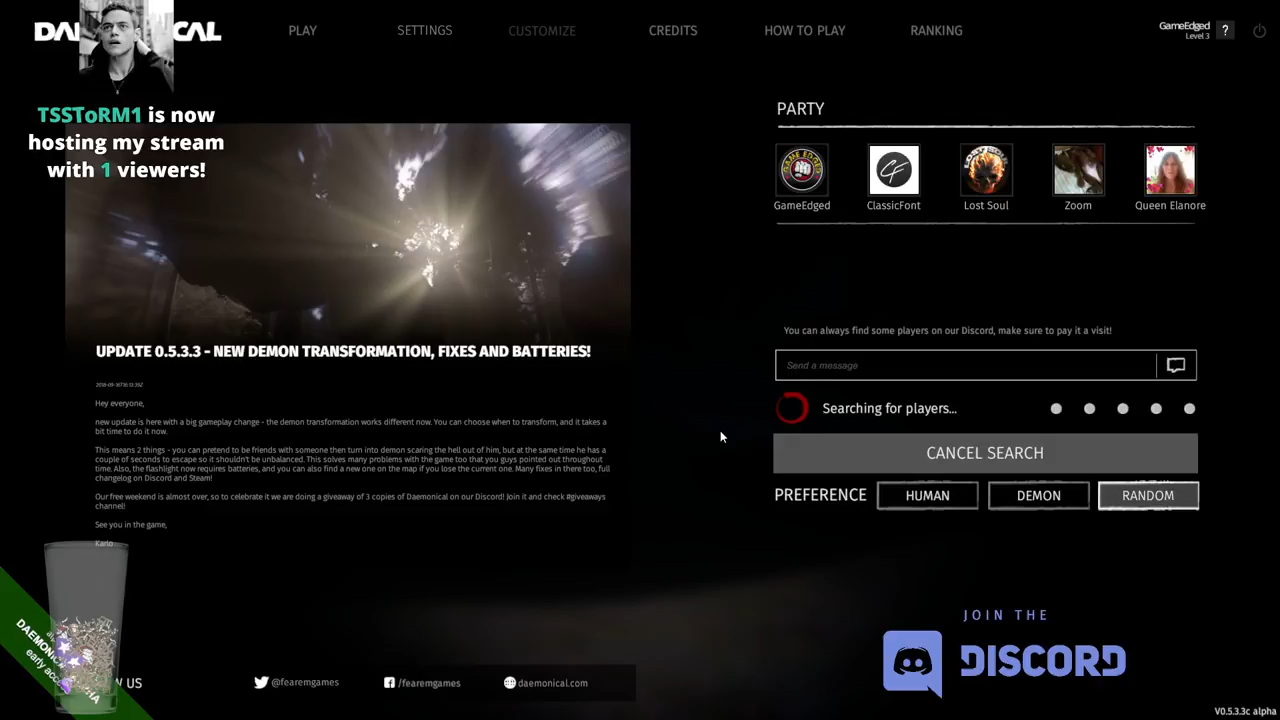 DAE
ICAL
PLAY
SETTINGS
CUSTOMIZE
CREDITS
HOW TO PLAY
RANKING
GameEdged
Level 3
?
TSSToRM1 is now
hosting my stream
with 1 viewers!
PARTY
GAME EDGED
CF
GameEdged
ClassicFont
Lost Soul
Zoom
Queen Elanore
UPDATE 0.5.3.3 - NEW DEMON TRANSFORMATION, FIXES AND BATTERIES!
Hey everyone,
new update is here with a big gameplay change - the demon transformation works different now. You can choose when to transform, and it takes a
bit time to do it now.
This means 2 things - you can pretend to be friends with someone then turn into demon scaring the hell out of him, but at the same time he has a
couple of seconds to escape so it shouldn't be unbalanced. This solves many problems with the game too that you guys pointed out throughout
time. Also, the flashlight now requires batteries, and you can also find a new one on the map if you lose the current one. Many fixes in there too, full
changelog on Discord and Steam!
Our free weekend is almost over, so to celebrate it we are doing a giveaway of 3 copies of Daemonical on our Discord! Join it and check #giveaways
channel!
See you in the game,
Karlo
You can always find some players on our Discord, make sure to pay it a visit!
Send a message
Searching for players...
CANCEL SEARCH
PREFERENCE
HUMAN
DEMON
RANDOM
JOIN THE
DISCORD
DAEMONICAL
early acc
US
@fearemgames
/fearemgames
daemonical.com
V0.5.3.3c alpha